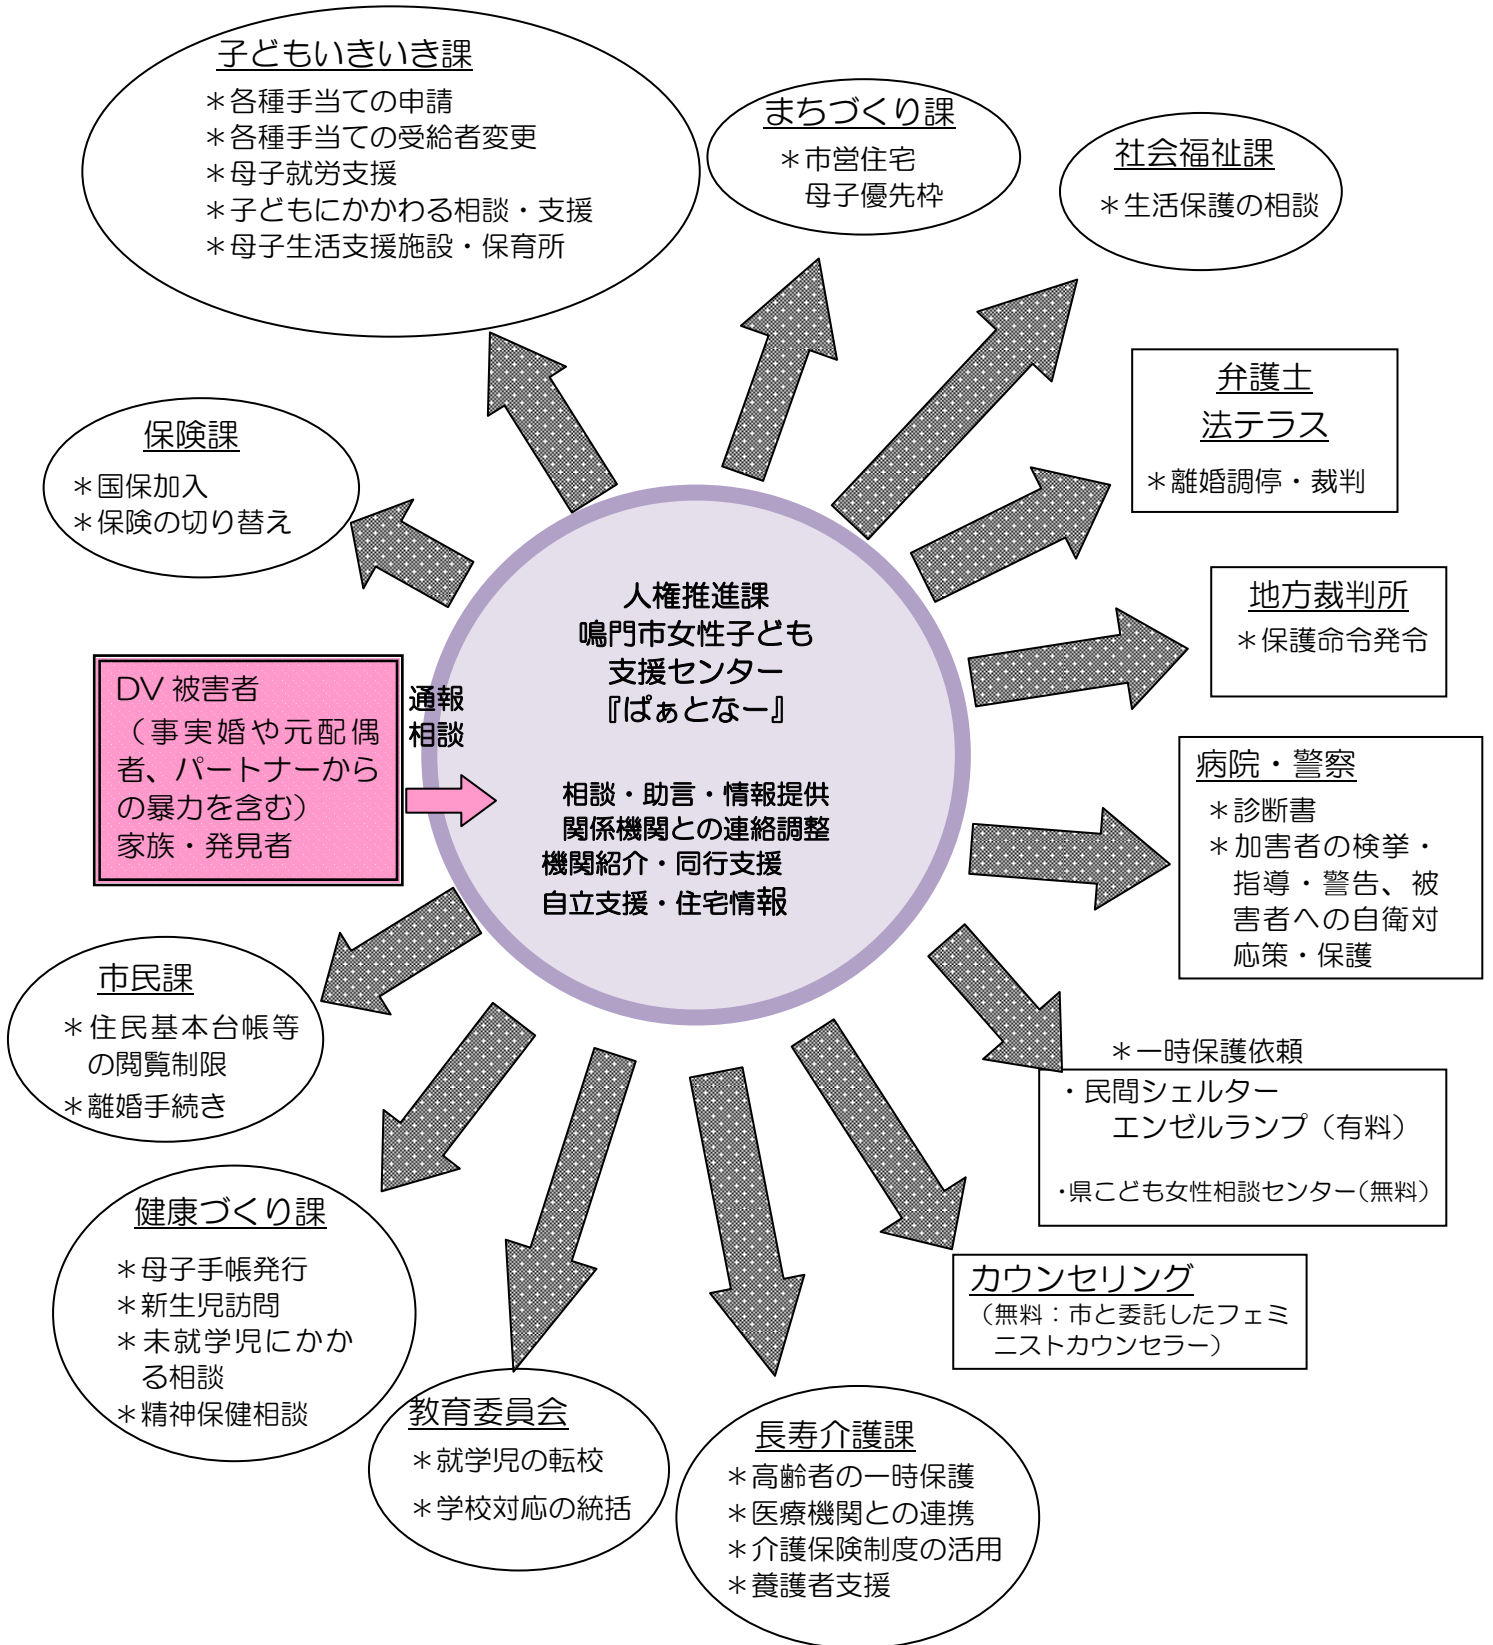 子どもいきいき課
＊各種手当ての申請
＊各種手当ての受給者変更
＊母子就労支援
＊子どもにかかわる相談・支援
＊母子生活支援施設・保育所
まちづくり課
＊市営住宅
母子優先枠
社会福祉課
＊生活保護の相談
弁護士
法テラス
＊離婚調停・裁判
保険課
＊国保加入
＊保険の切り替え
地方裁判所
＊保護命令発令
人権推進課
鳴門市女性子ども
支援センター
『ぱぁとなー』
相談・助言・情報提供
関係機関との連絡調整
機関紹介・同行支援
自立支援・住宅情報
DV 被害者
（事実婚や元配偶
者、パートナーから
の暴力を含む）
家族・発見者
通報
相談
病院・警察
＊診断書
＊加害者の検挙・
指導・警告、被
害者への自衛対
応策・保護
市民課
＊住民基本台帳等
の閲覧制限
＊離婚手続き
＊一時保護依頼
・民間シェルター
エンゼルランプ（有料）
・県こども女性相談センター（無料）
健康づくり課
＊母子手帳発行
＊新生児訪問
＊未就学児にかか
る相談
＊精神保健相談
カウンセリング
（無料：市と委託したフェミ
ニストカウンセラー）
教育委員会
＊就学児の転校
＊学校対応の統括
長寿介護課
＊高齢者の一時保護
＊医療機関との連携
＊介護保険制度の活用
＊養護者支援